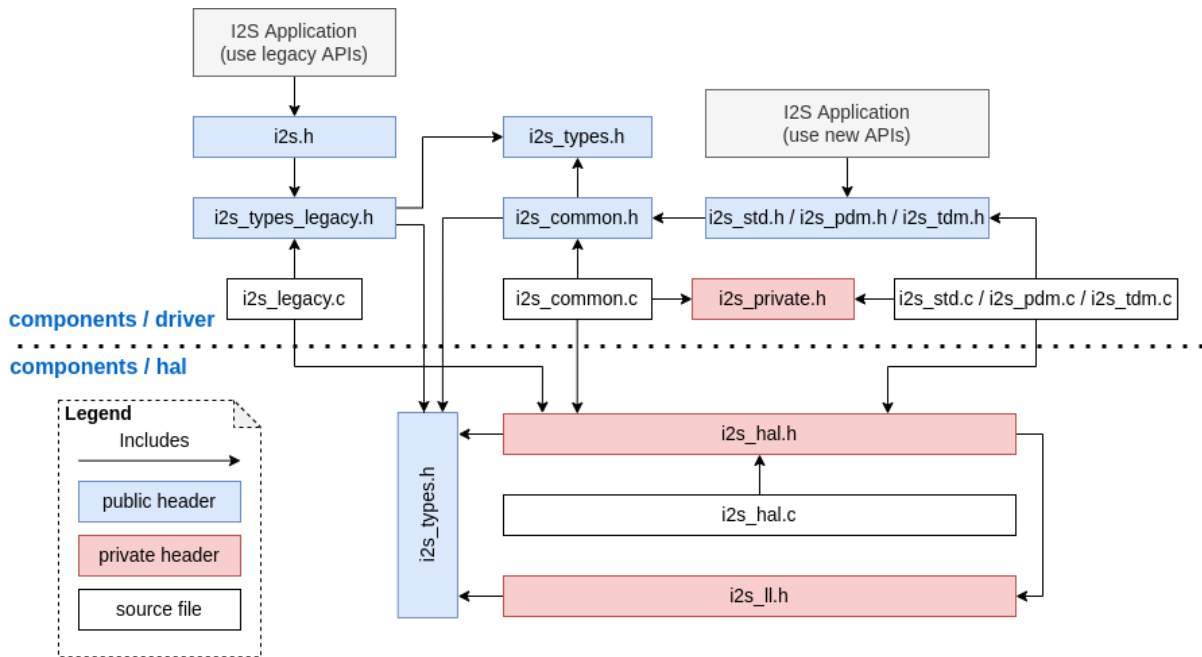 I2S Application
(use legacy APIs)
i2s.h
i2s_types.h
I2S Application
(use new APIs)
i2s_types_legacy.h
i2s_common.h
i2s_std.h / i2s_pdm.h / i2s_tdm.h
i2s_legacy.c
i2s_common.c
i2s_private.h
i2s_std.c / i2s_pdm.c / i2s_tdm.c
components / driver
components / hal
Legend
Includes
public header
private header
source file
i2s_types.h
i2s_hal.h
i2s_hal.c
i2s_ll.h